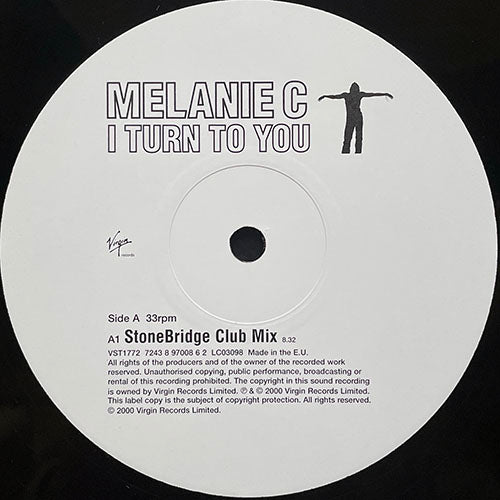 MELANIE C
I TURN TO YOU
Virgin
records
Side A 33rpm
A1 StoneBridge Club Mix 8.32
VST1772 7243 8 97008 6 2 LC03098 Made in the E.U.
All rights of the producers and of the owner of the recorded work
reserved. Unauthorised copying, public performance, broadcasting or
rental of this recording prohibited. The copyright in this sound recording
is owned by Virgin Records Limited. ℗ & © 2000 Virgin Records Limited.
This label copy is the subject of copyright protection. All rights reserved.
© 2000 Virgin Records Limited.